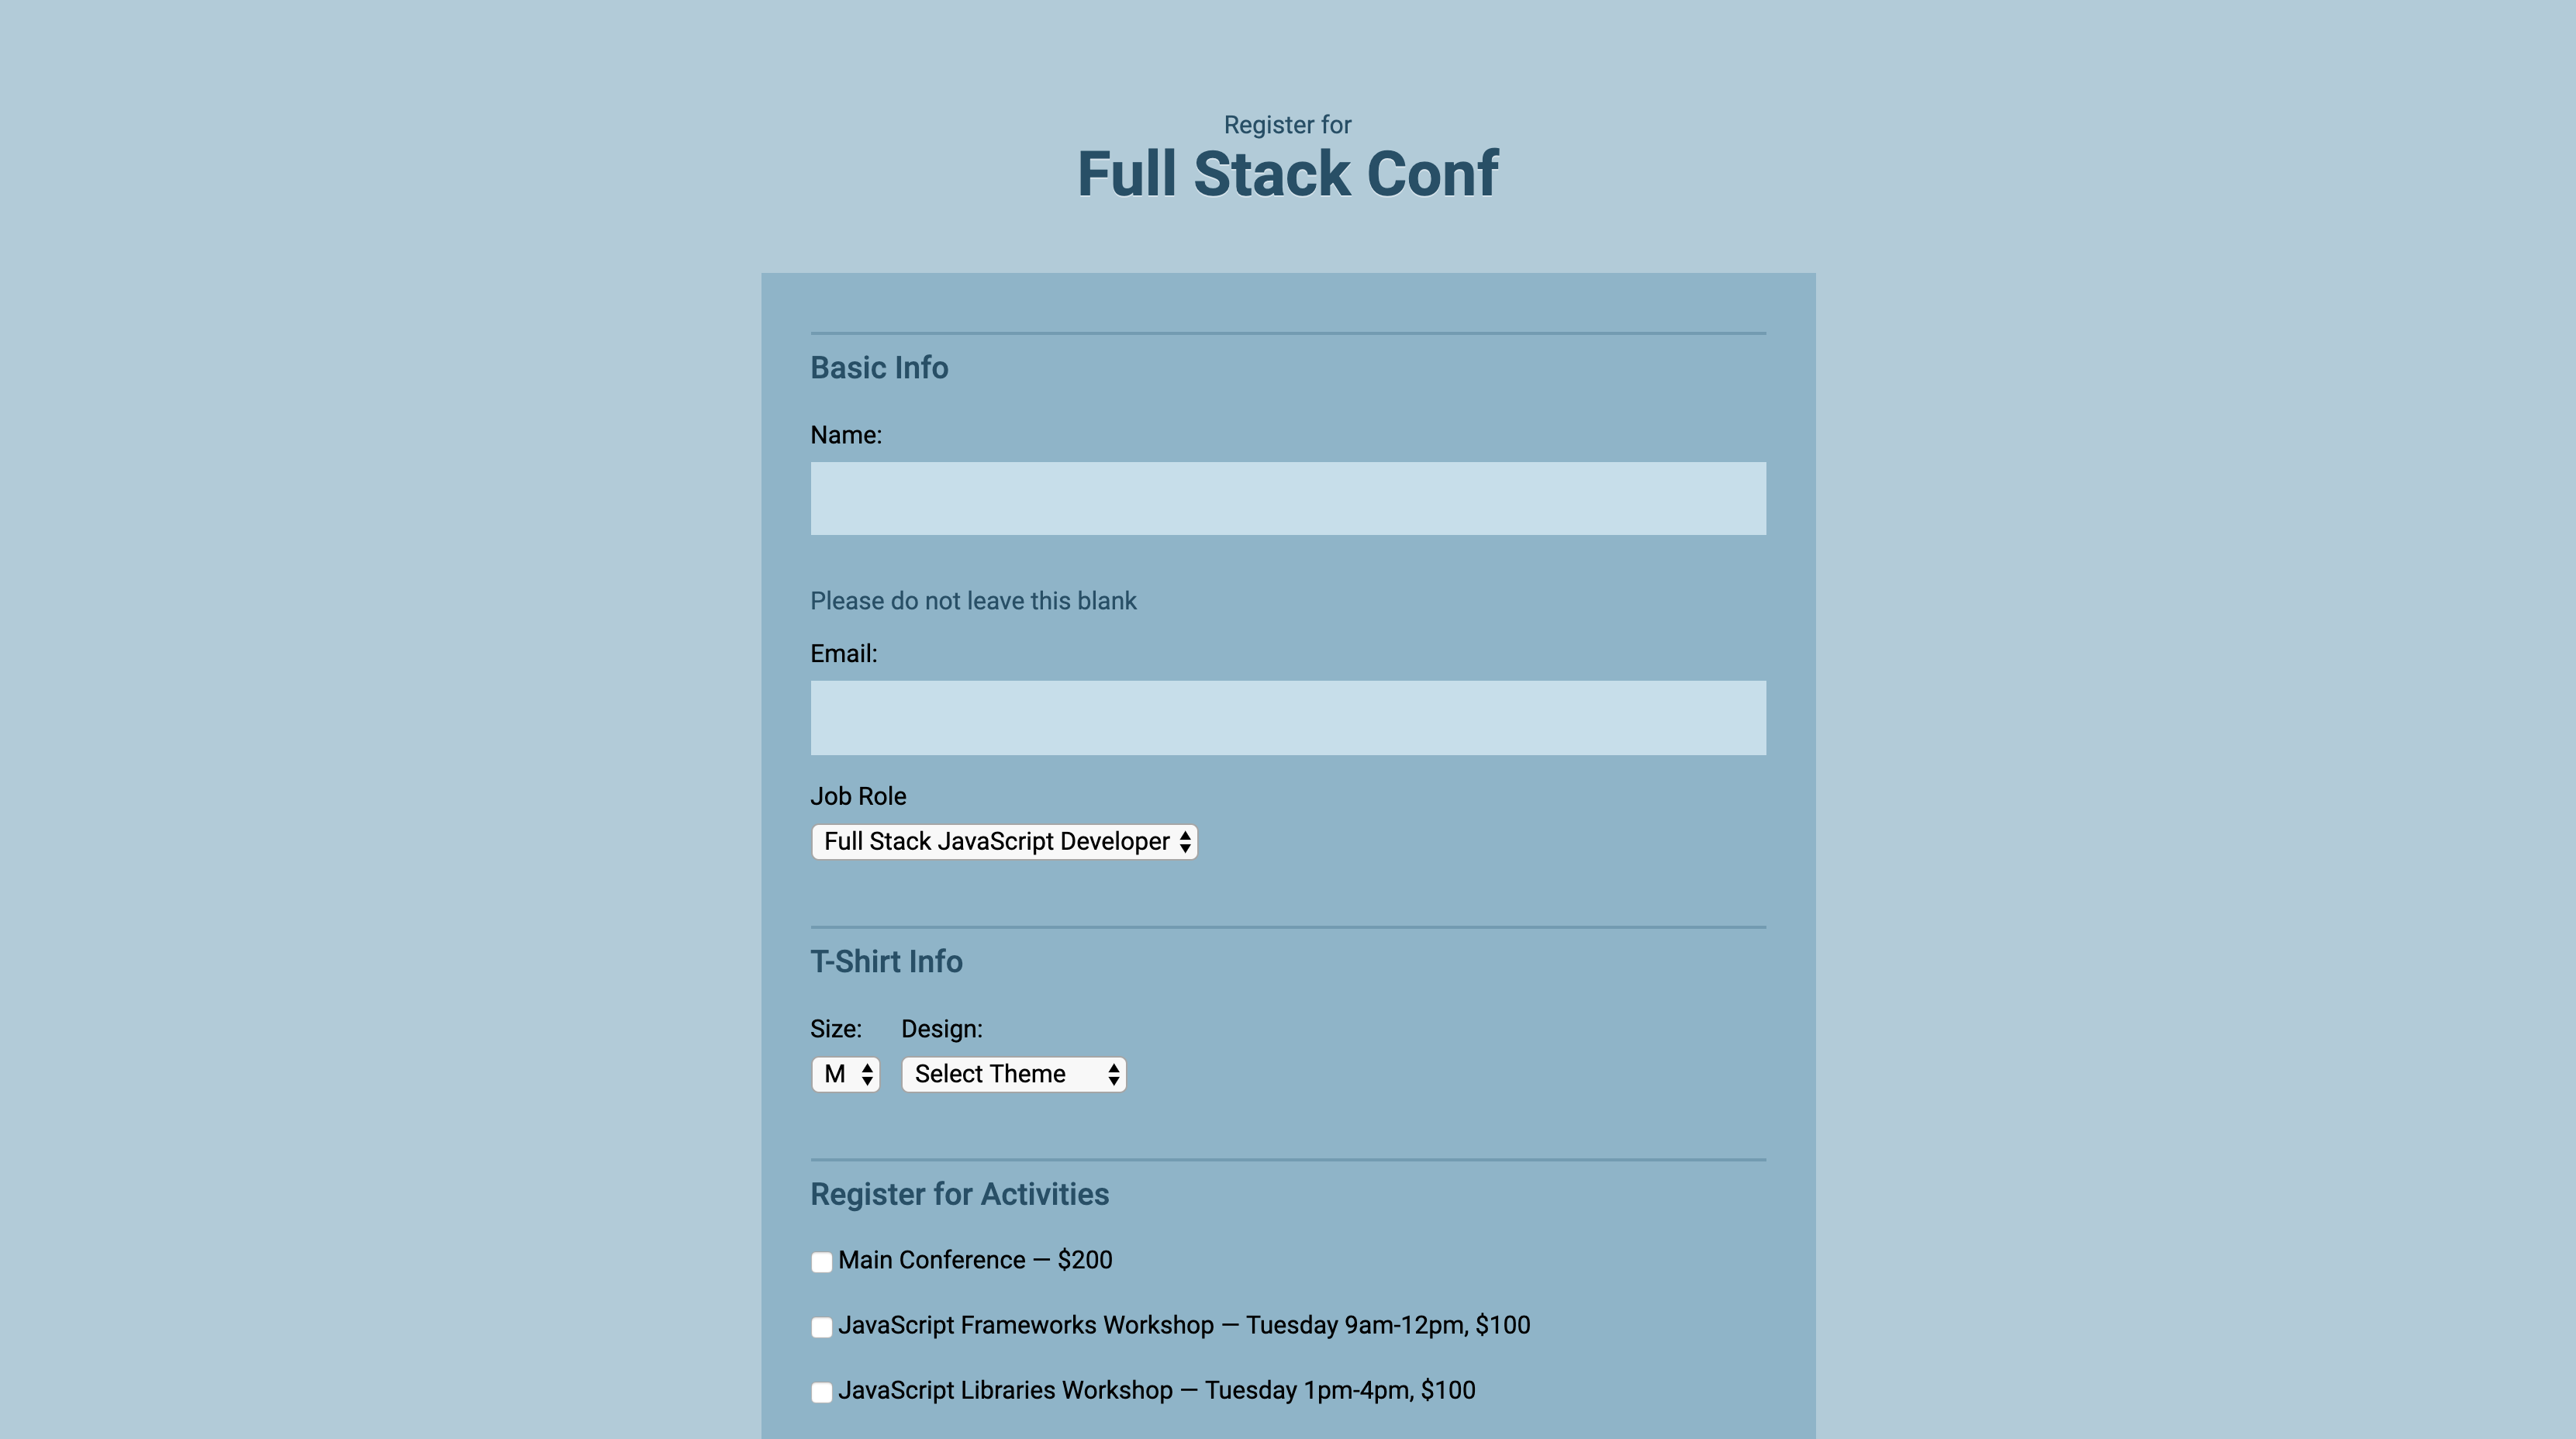 Register for
Full Stack Conf
Basic Info
Name:
Please do not leave this blank
Email:
Job Role
Full Stack JavaScript Developer
T-Shirt Info
Size: Design:
M Select Theme
Register for Activities
Main Conference — $200
JavaScript Frameworks Workshop — Tuesday 9am-12pm, $100
JavaScript Libraries Workshop — Tuesday 1pm-4pm, $100